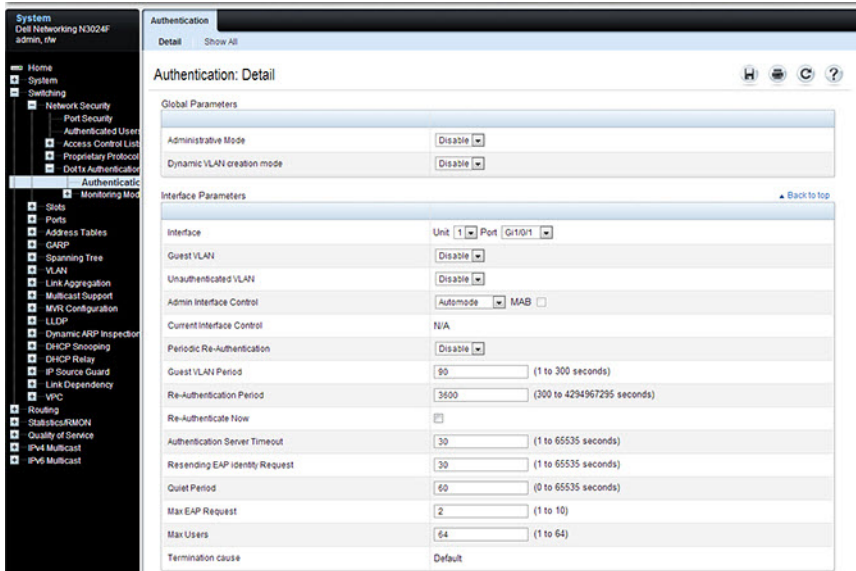 System
Dell Networking N3024F
admin, r/w
Home
System
Switching
Network Security
Port Security
Authenticated Users
Access Control List
Proprietary Protocol
Dot1x Authentication
Authenticatic
Monitoring Mod
Slots
Ports
Address Tables
GARP
Spanning Tree
VLAN
Link Aggregation
Multicast Support
MVR Configuration
LLDP
Dynamic ARP Inspection
DHCP Snooping
DHCP Relay
IP Source Guard
Link Dependency
VPC
Routing
Statistics/RMON
Quality of Service
IPv4 Multicast
IPv6 Multicast
Authentication
Detail Show All
Authentication: Detail
?
Global Parameters
Administrative Mode Disable
Dynamic VLAN creation mode Disable
Interface Parameters Back to top
Interface Unit 1 Port Gi1/0/1
Guest VLAN Disable
Unauthenticated VLAN Disable
Admin Interface Control Automode MAB
Current Interface Control N/A
Periodic Re-Authentication Disable
Guest VLAN Period 90 (1 to 300 seconds)
Re-Authentication Period 3600 (300 to 4294967295 seconds)
Re-Authenticate Now
Authentication Server Timeout 30 (1 to 65535 seconds)
Resending EAP identity Request 30 (1 to 65535 seconds)
Quiet Period 60 (0 to 65535 seconds)
Max EAP Request 2 (1 to 10)
Max Users 64 (1 to 64)
Termination cause Default